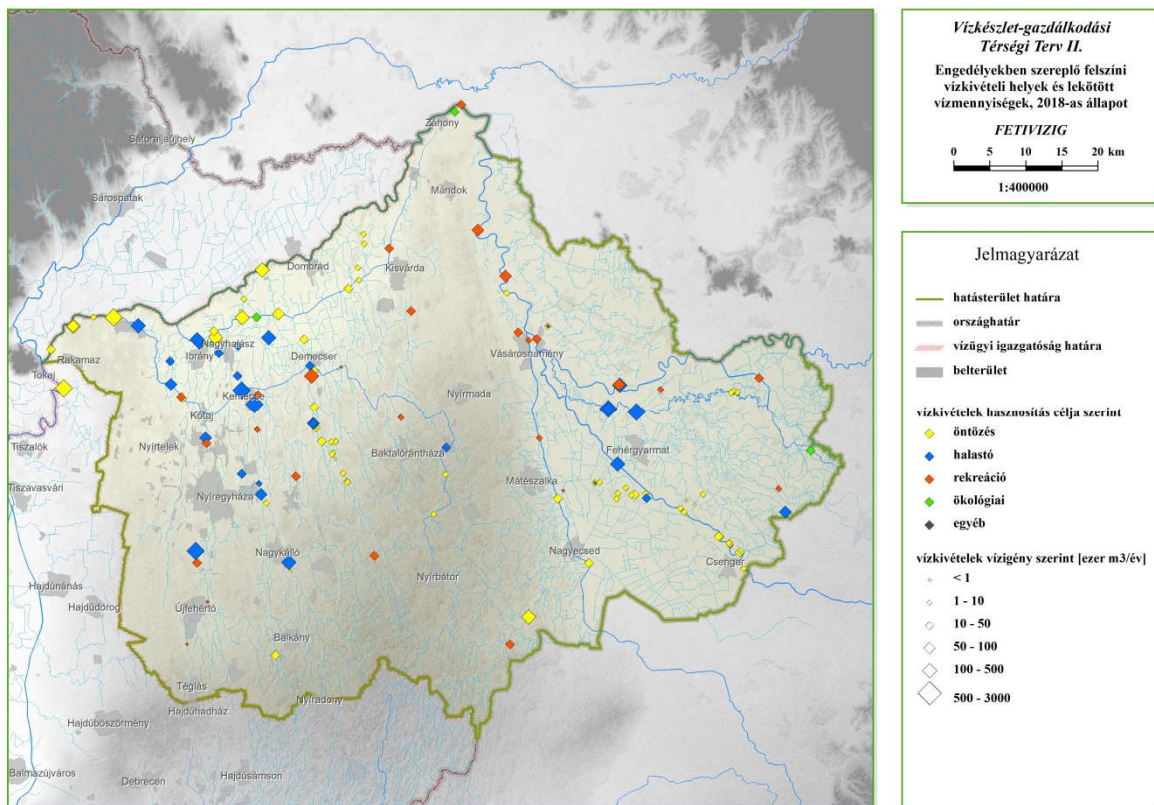 Sátoraljaújhely
Záhony
Sárospatak
Mándok
Kisvárda
Dombrád
Nagyhalász
Ibrány
Rakamaz
Tokaj
Demecser
Vásárosnamény
Kemecse
Nyírmada
Kótaj
Tiszalök
Nyírtelek
Baktalórántháza
Fehérgyarmat
Tiszavasvári
Nyíregyháza
Mátészalka
Nagykálló
Nagyecsed
Csenger
Nyírbátor
Hajdúnánás
Hajdúdorog
Újfehértó
Balkány
Téglás
Nyíradony
Hajdúhadház
Hajdúböszörmény
Balmazújváros
Debrecen
Hajdúsámson
Vízkészlet-gazdálkodási
Térségi Terv II.
Engedélyekben szereplő felszíni
vízkivételi helyek és lekötött
vízmennyiségek, 2018-as állapot
FETIVIZIG
0 5 10 20 km
1:400000
Jelmagyarázat
hatásterület határa
országhatár
vízügyi igazgatóság határa
belterület
vízkivételek hasznosítás célja szerint
öntözés
halastó
rekreáció
ökológiai
egyéb
vízkivételek vízigény szerint [ezer m3/év]
< 1
1 - 10
10 - 50
50 - 100
100 - 500
500 - 3000